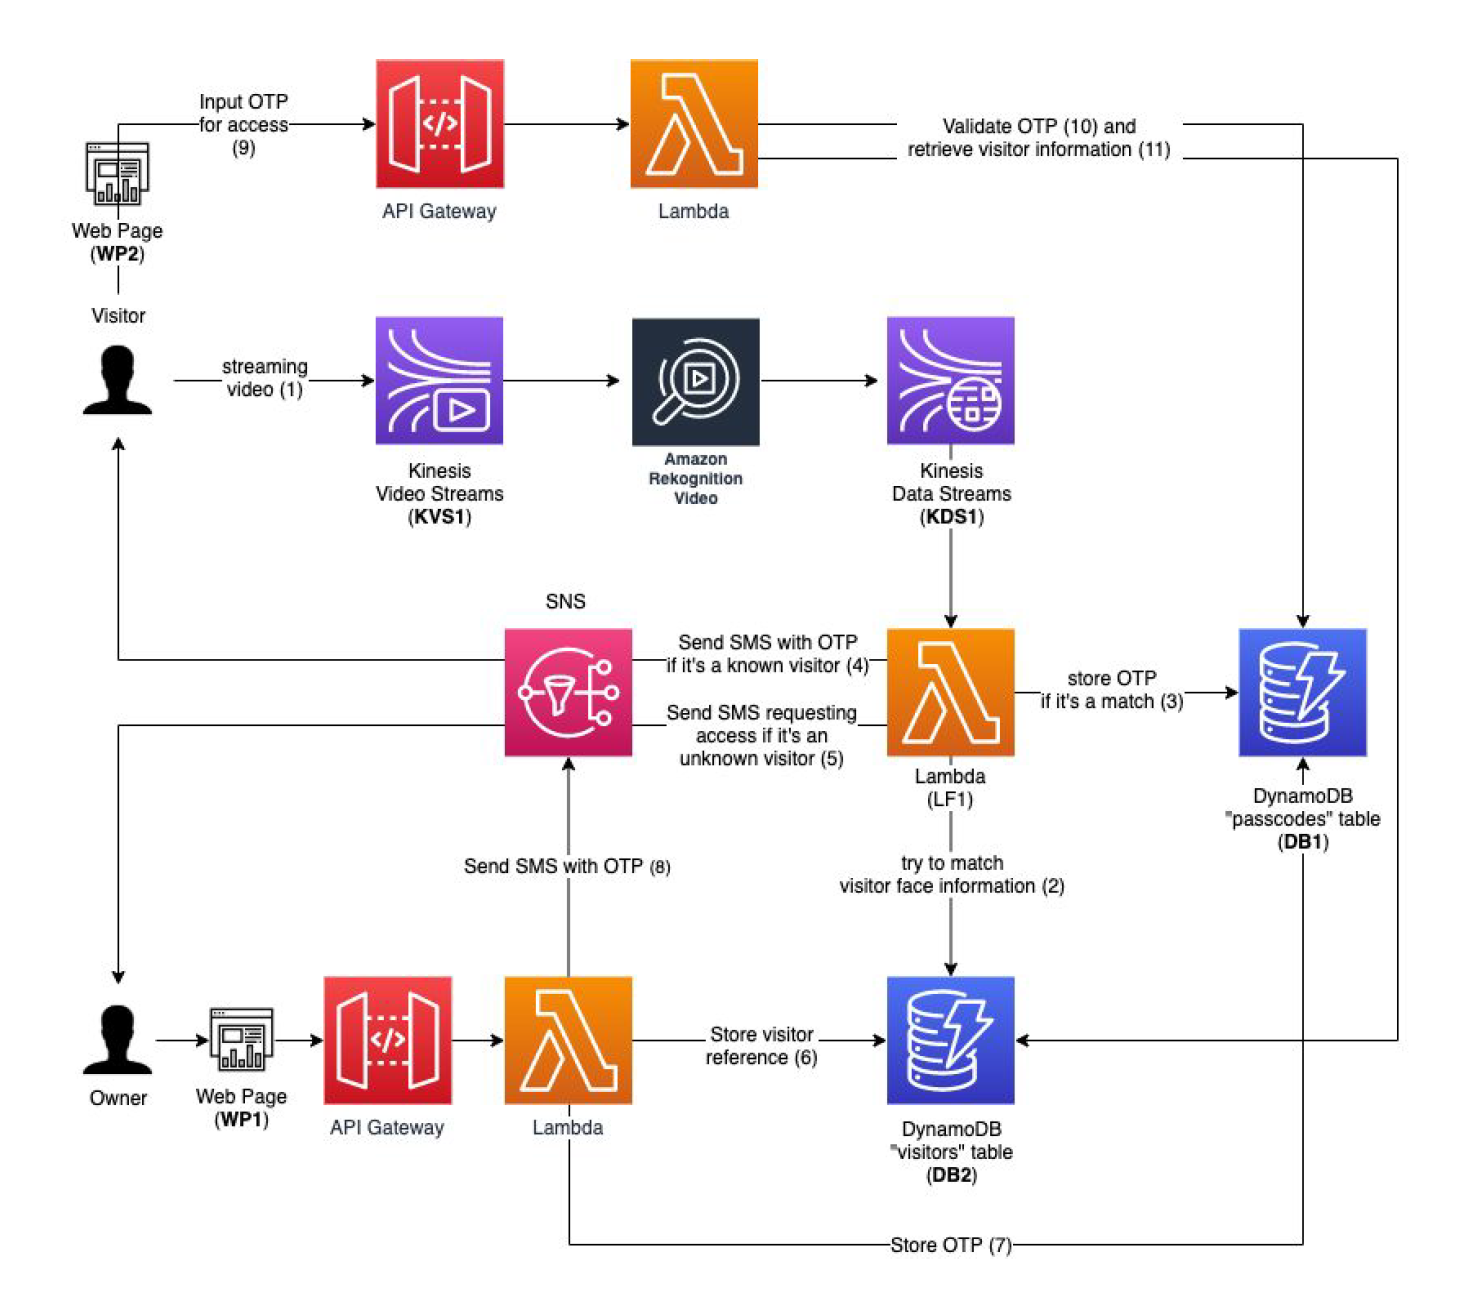 Input OTP
for access
(9)
API Gateway
Lambda
Validate OTP (10) and
retrieve visitor information (11)
Web Page
(WP2)
Visitor
streaming
video (1)
Kinesis
Video Streams
(KVS1)
Amazon
Rekognition
Video
Kinesis
Data Streams
(KDS1)
SNS
Send SMS with OTP
if it's a known visitor (4)
Send SMS requesting
access if it's an
unknown visitor (5)
store OTP
if it's a match (3)
Lambda
(LF1)
DynamoDB
"passcodes" table
(DB1)
Send SMS with OTP (8)
try to match
visitor face information (2)
Owner
Web Page
(WP1)
API Gateway
Lambda
Store visitor
reference (6)
DynamoDB
"visitors" table
(DB2)
Store OTP (7)